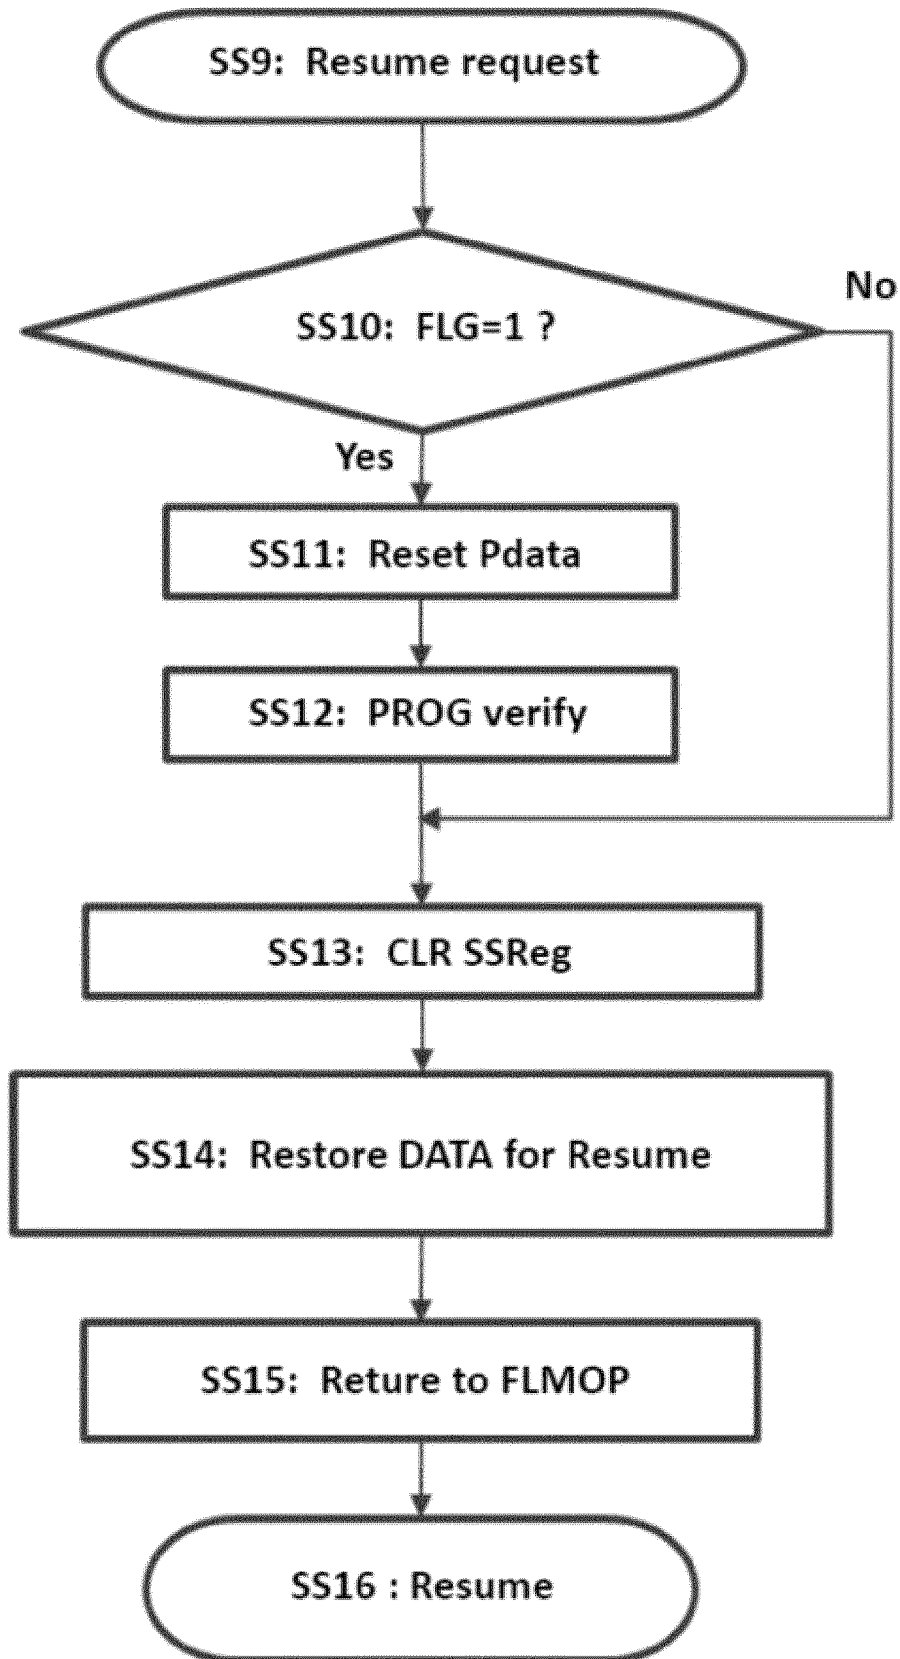 SS9: Resume request
No
SS10: FLG=1 ?
Yes
SS11: Reset Pdata
SS12: PROG verify
SS13: CLR SSReg
SS14: Restore DATA for Resume
SS15: Reture to FLMOP
SS16 : Resume